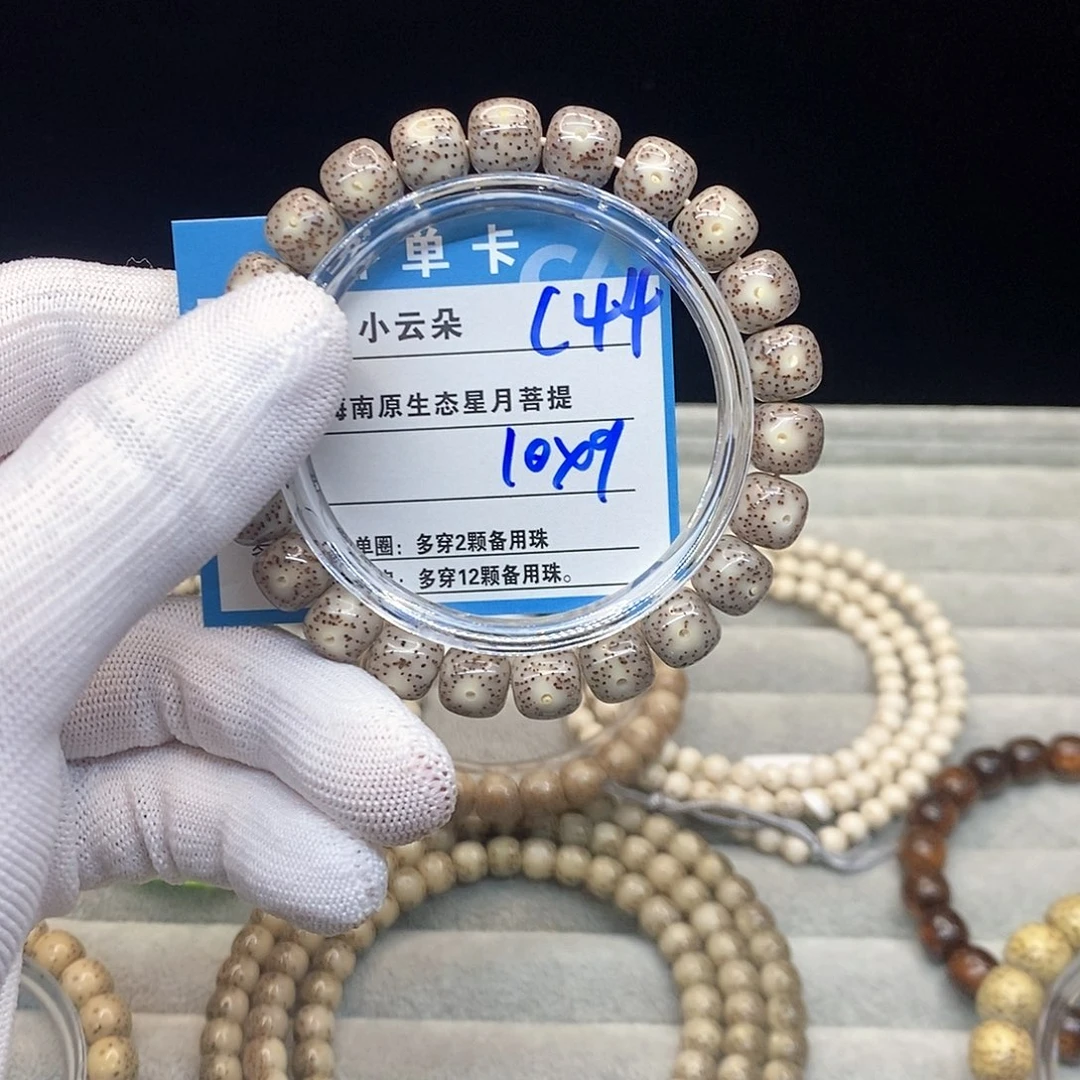 单卡
小云朵 C44
海南原生态星月菩提
10x9
单圈：多穿2颗备用珠
：多穿12颗备用珠。